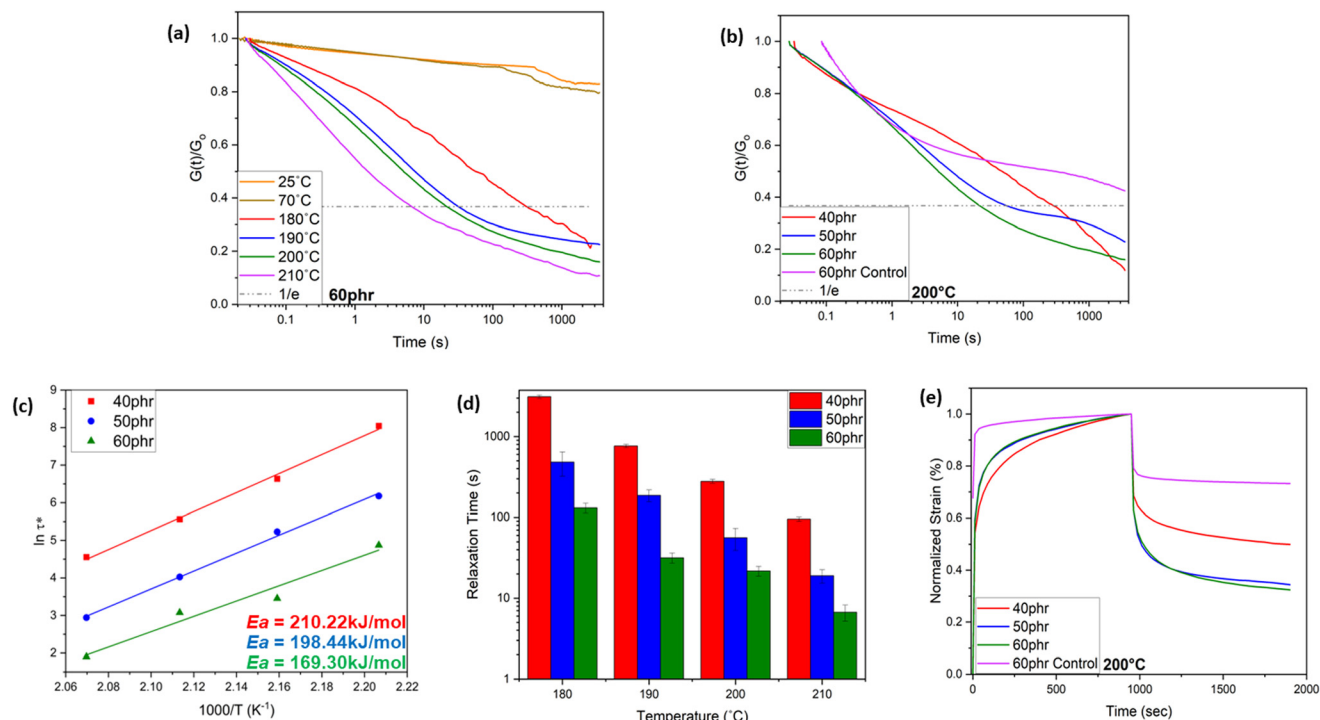 (a)
G(t)/G₀
1.0
0.8
0.6
0.4
0.2
0.0
25°C
70°C
180°C
190°C
200°C
210°C
1/e
60phr
0.1
1
10
100
1000
Time (s)
(b)
G(t)/G₀
1.0
0.8
0.6
0.4
0.2
0.0
40phr
50phr
60phr
60phr Control
1/e
200°C
0.1
1
10
100
1000
Time (s)
(c)
ln τ*
9
8
7
6
5
4
3
2
1
40phr
50phr
60phr
Ea = 210.22kJ/mol
Ea = 198.44kJ/mol
Ea = 169.30kJ/mol
2.06
2.08
2.10
2.12
2.14
2.16
2.18
2.20
2.22
1000/T (K⁻¹)
(d)
Relaxation Time (s)
1000
100
10
1
40phr
50phr
60phr
180
190
200
210
Temperature (°C)
(e)
Normalized Strain (%)
1.0
0.8
0.6
0.4
0.2
0.0
40phr
50phr
60phr
60phr Control
200°C
0
500
1000
1500
2000
Time (sec)